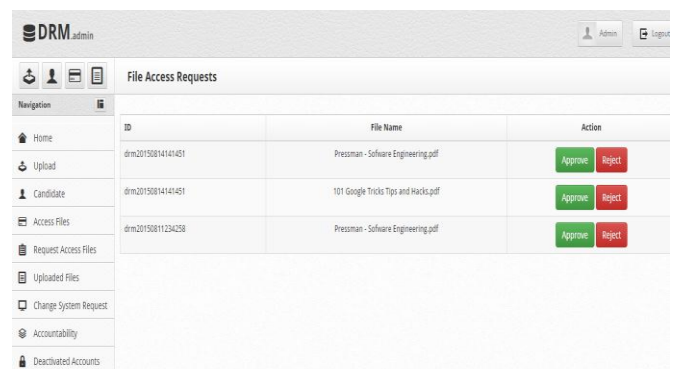 DRM.admin
Admin
Logout
File Access Requests
Navigation
Home
Upload
Candidate
Access Files
Request Access Files
Uploaded Files
Change System Request
Accountability
Deactivated Accounts
ID File Name Action
drm20150814141451 Pressman - Sofware Engineering.pdf Approve Reject
drm20150814141451 101 Google Tricks Tips and Hacks.pdf Approve Reject
drm20150811234258 Pressman - Sofware Engineering.pdf Approve Reject